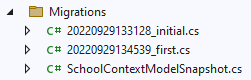 Migrations
C# 20220929133128_initial.cs
C# 20220929134539_first.cs
C# SchoolContextModelSnapshot.cs